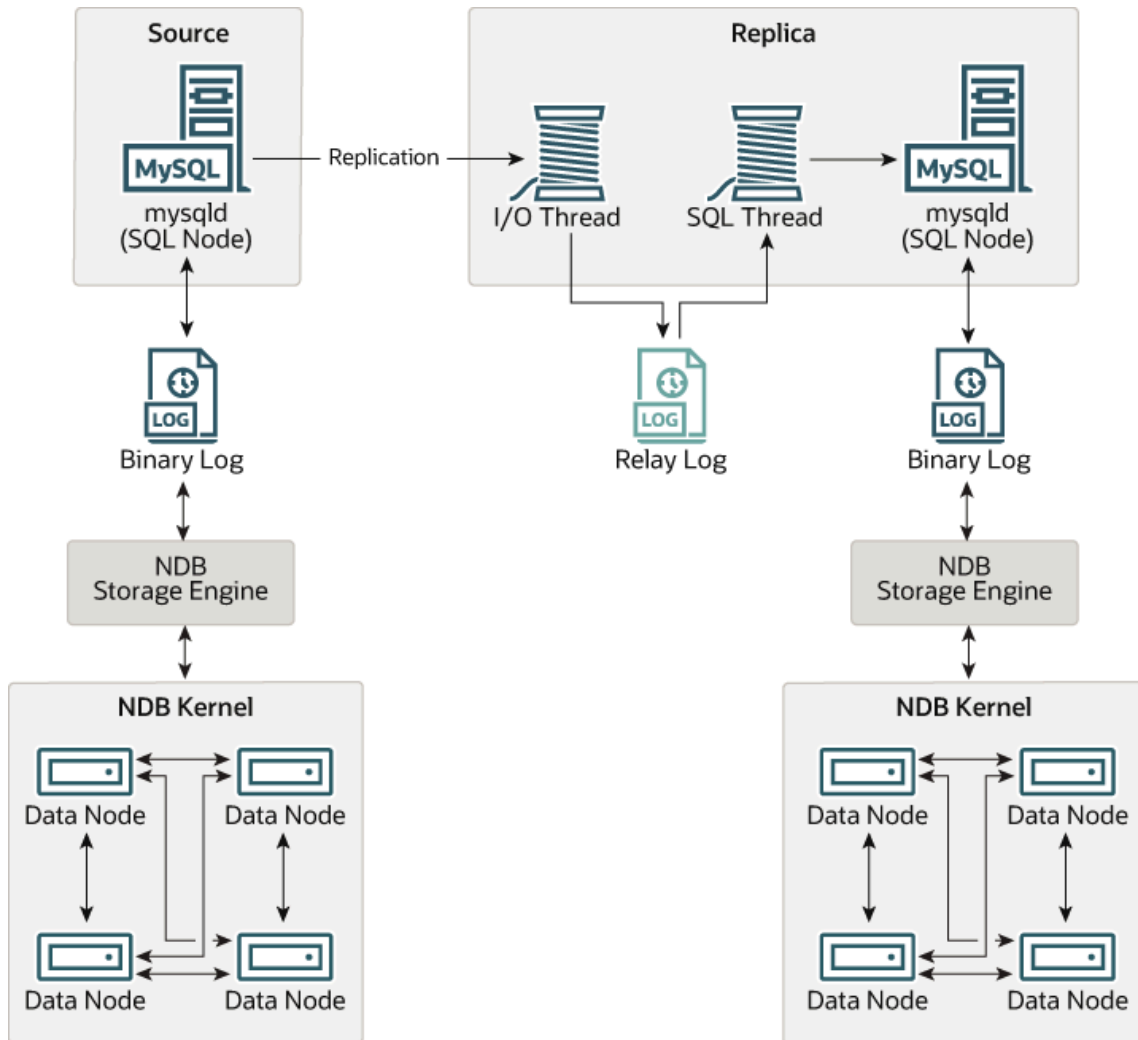 Source
Replica
MySQL
mysqld
(SQL Node)
Replication
I/O Thread
SQL Thread
MySQL
mysqld
(SQL Node)
LOG
Binary Log
LOG
Relay Log
LOG
Binary Log
NDB
Storage Engine
NDB
Storage Engine
NDB Kernel
Data Node
Data Node
Data Node
Data Node
NDB Kernel
Data Node
Data Node
Data Node
Data Node